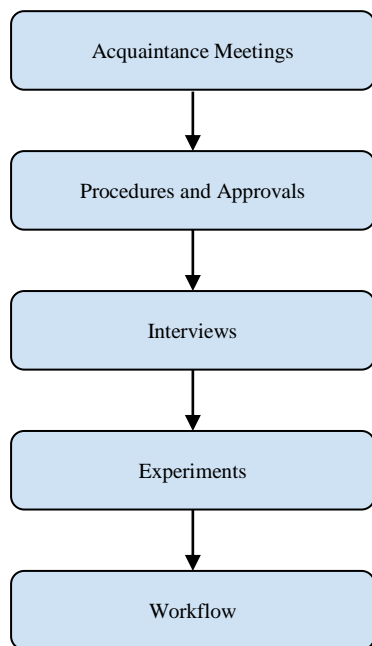 Acquaintance Meetings
Procedures and Approvals
Interviews
Experiments
Workflow